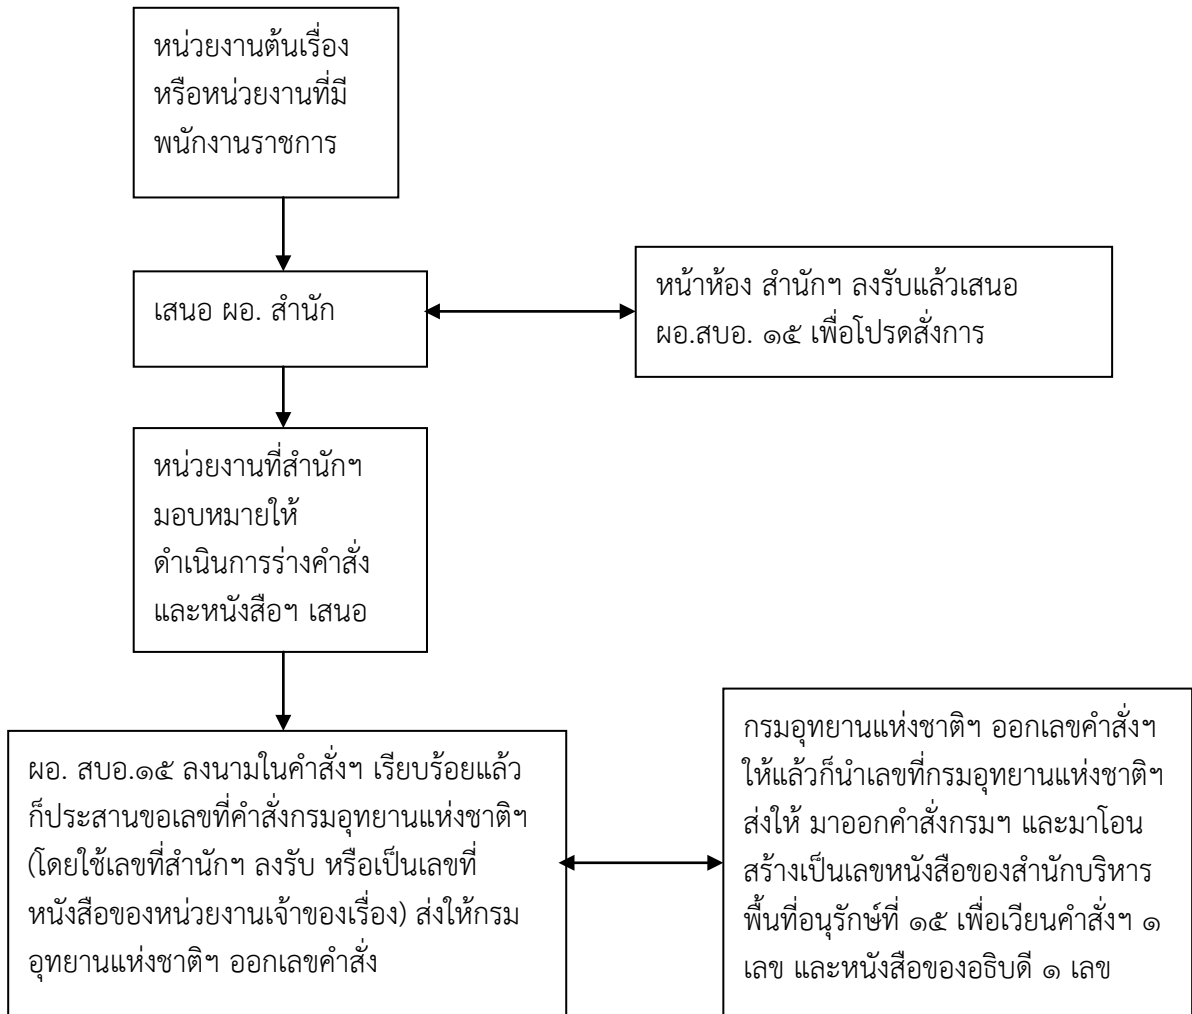 หน่วยงานต้นเรื่อง
หรือหน่วยงานที่มี
พนักงานราชการ
เสนอ ผอ. สำนัก
หน้าห้อง สำนักฯ ลงรับแล้วเสนอ
ผอ.สบอ. ๑๕ เพื่อโปรดสั่งการ
หน่วยงานที่สำนักฯ
มอบหมายให้
ดำเนินการร่างคำสั่ง
และหนังสือฯ เสนอ
ผอ. สบอ.๑๕ ลงนามในคำสั่งฯ เรียบร้อยแล้ว
ก็ประสานขอเลขที่คำสั่งกรมอุทยานแห่งชาติฯ
(โดยใช้เลขที่สำนักฯ ลงรับ หรือเป็นเลขที่
หนังสือของหน่วยงานเจ้าของเรื่อง) ส่งให้กรม
อุทยานแห่งชาติฯ ออกเลขคำสั่ง
กรมอุทยานแห่งชาติฯ ออกเลขคำสั่งฯ
ให้แล้วก็นำเลขที่กรมอุทยานแห่งชาติฯ
ส่งให้ มาออกคำสั่งกรมฯ และมาโอน
สร้างเป็นเลขหนังสือของสำนักบริหาร
พื้นที่อนุรักษ์ที่ ๑๕ เพื่อเวียนคำสั่งฯ ๑
เลข และหนังสือของอธิบดี ๑ เลข